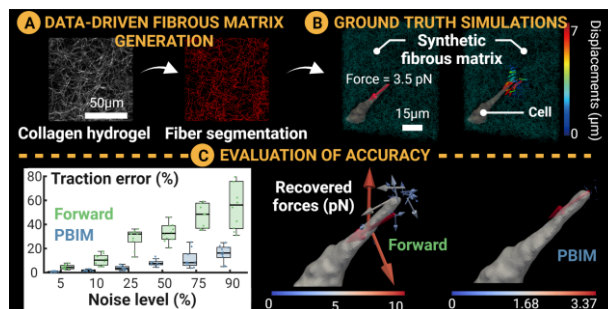 A DATA-DRIVEN FIBROUS MATRIX
GENERATION
B GROUND TRUTH SIMULATIONS
50µm
Collagen hydrogel
Fiber segmentation
Synthetic
fibrous matrix
Force = 3.5 pN
15µm
Cell
7
0
Displacements (µm)
C EVALUATION OF ACCURACY
Traction error (%)
Forward
PBIM
80
60
40
20
0
5 10 25 50 75 90
Noise level (%)
Recovered
forces (pN)
Forward
0 5 10
PBIM
0 1.68 3.37